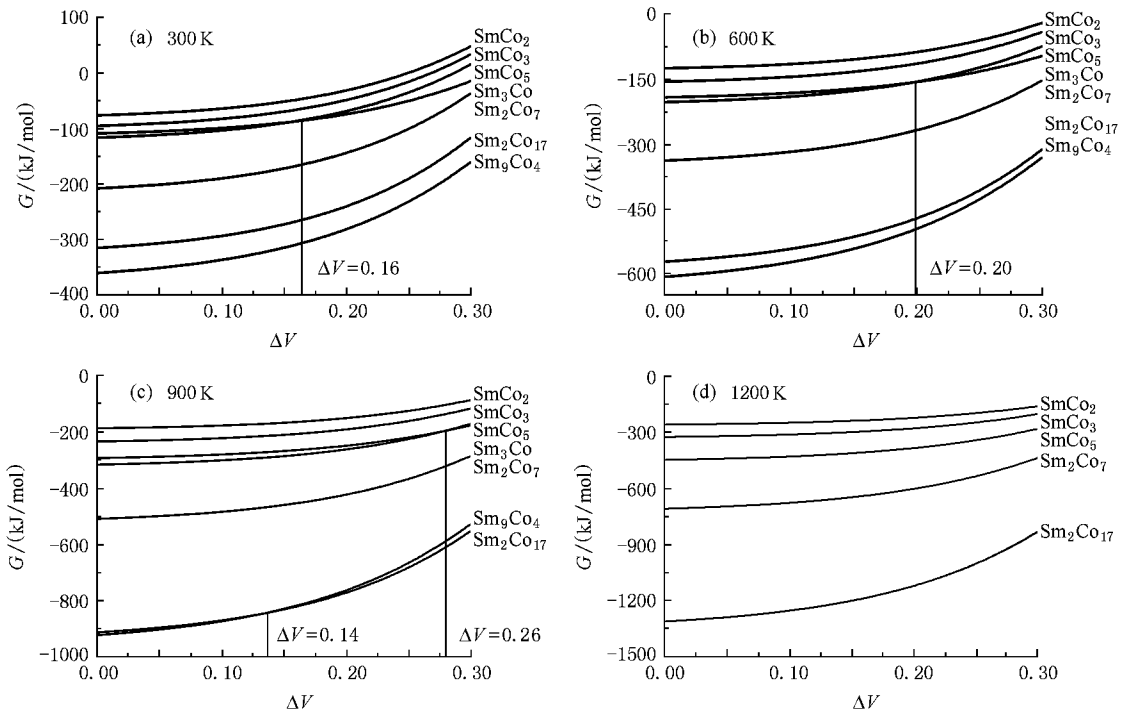 (a) 300 K
G/(kJ/mol)
100
0
-100
-200
-300
-400
0.00 0.10 0.20 0.30
ΔV
ΔV=0.16
SmCo₂
SmCo₃
SmCo₅
Sm₃Co
Sm₂Co₇
Sm₂Co₁₇
Sm₉Co₄
(b) 600 K
G/(kJ/mol)
0
-150
-300
-450
-600
0.00 0.10 0.20 0.30
ΔV
ΔV=0.20
SmCo₂
SmCo₃
SmCo₅
Sm₃Co
Sm₂Co₇
Sm₂Co₁₇
Sm₉Co₄
(c) 900 K
G/(kJ/mol)
0
-200
-400
-600
-800
-1000
0.00 0.10 0.20 0.30
ΔV
ΔV=0.14 ΔV=0.26
SmCo₂
SmCo₃
SmCo₅
Sm₃Co
Sm₂Co₇
Sm₉Co₄
Sm₂Co₁₇
(d) 1200 K
G/(kJ/mol)
0
-300
-600
-900
-1200
-1500
0.00 0.10 0.20 0.30
ΔV
SmCo₂
SmCo₃
SmCo₅
Sm₂Co₇
Sm₂Co₁₇